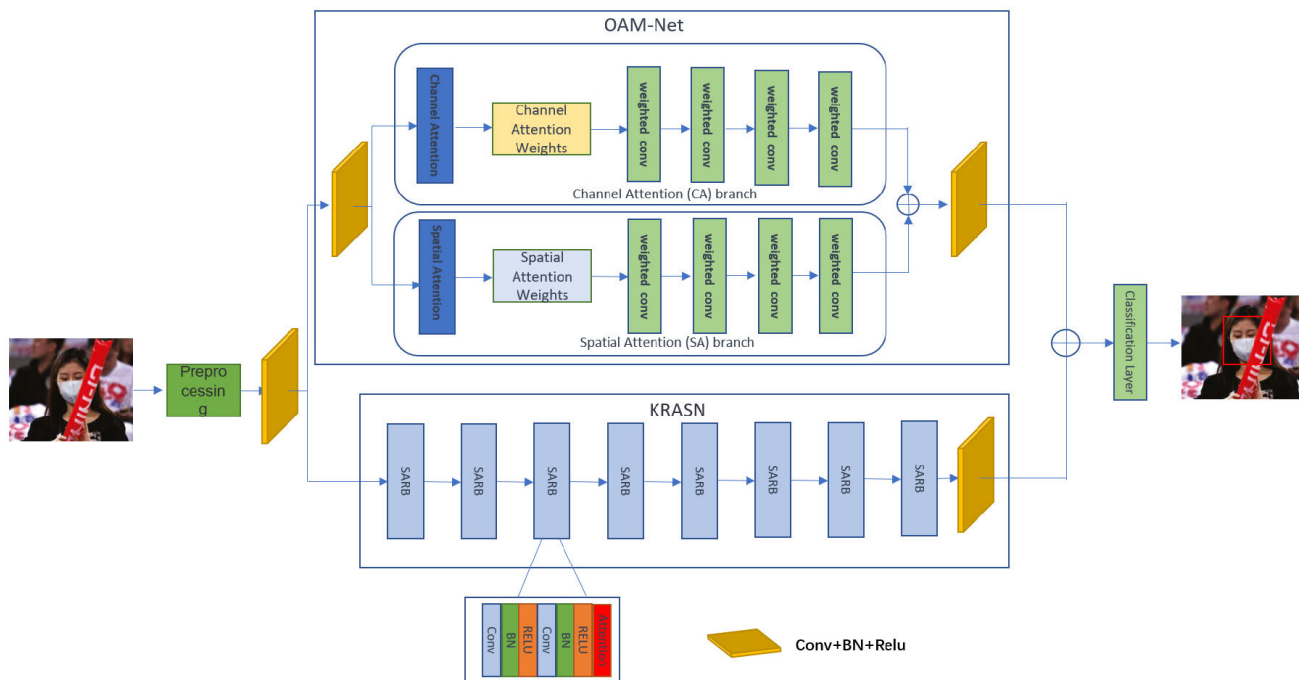 OAM-Net
Channel Attention
Channel
Attention
Weights
weighted conv
weighted conv
weighted conv
weighted conv
Channel Attention (CA) branch
Spatial Attention
Spatial
Attention
Weights
weighted conv
weighted conv
weighted conv
weighted conv
Spatial Attention (SA) branch
Prepro
cessin
g
Classification Layer
KRASN
SARB
SARB
SARB
SARB
SARB
SARB
SARB
SARB
Conv
BN
RELU
Conv
BN
RELU
Attention
Conv+BN+Relu